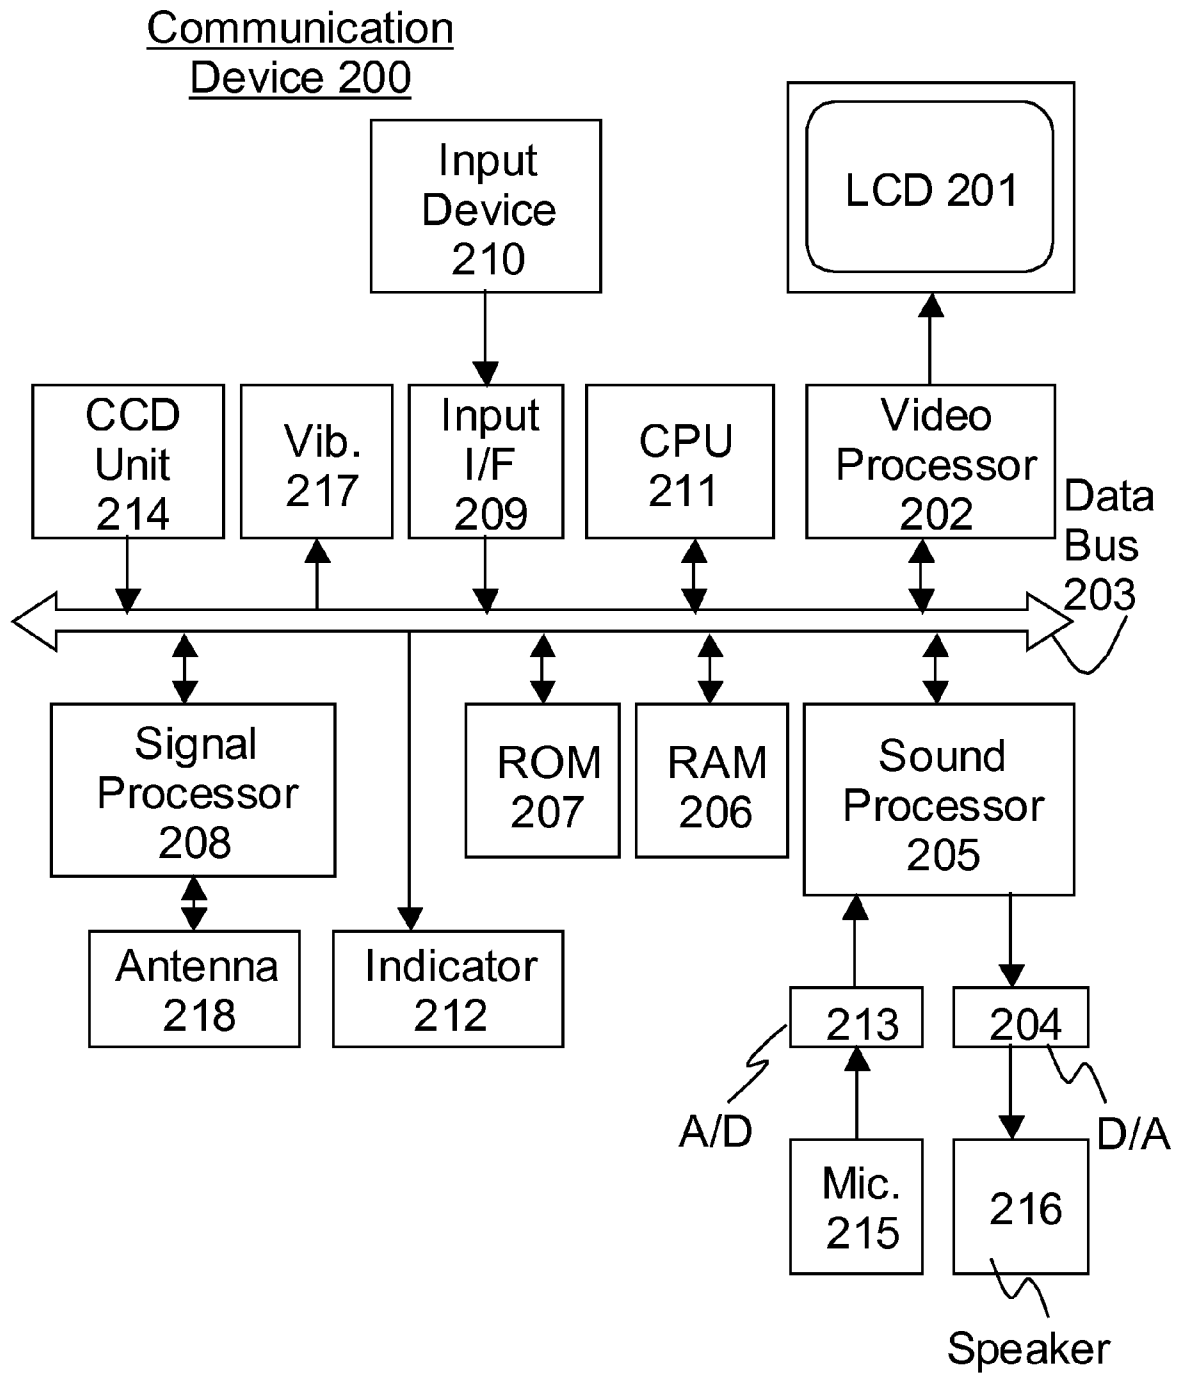 Communication
Device 200
Input
Device
210
LCD 201
CCD
Unit
214
Vib.
217
Input
I/F
209
CPU
211
Video
Processor
202
Data
Bus
203
Signal
Processor
208
ROM
207
RAM
206
Sound
Processor
205
Antenna
218
Indicator
212
213
204
A/D
D/A
Mic.
215
216
Speaker